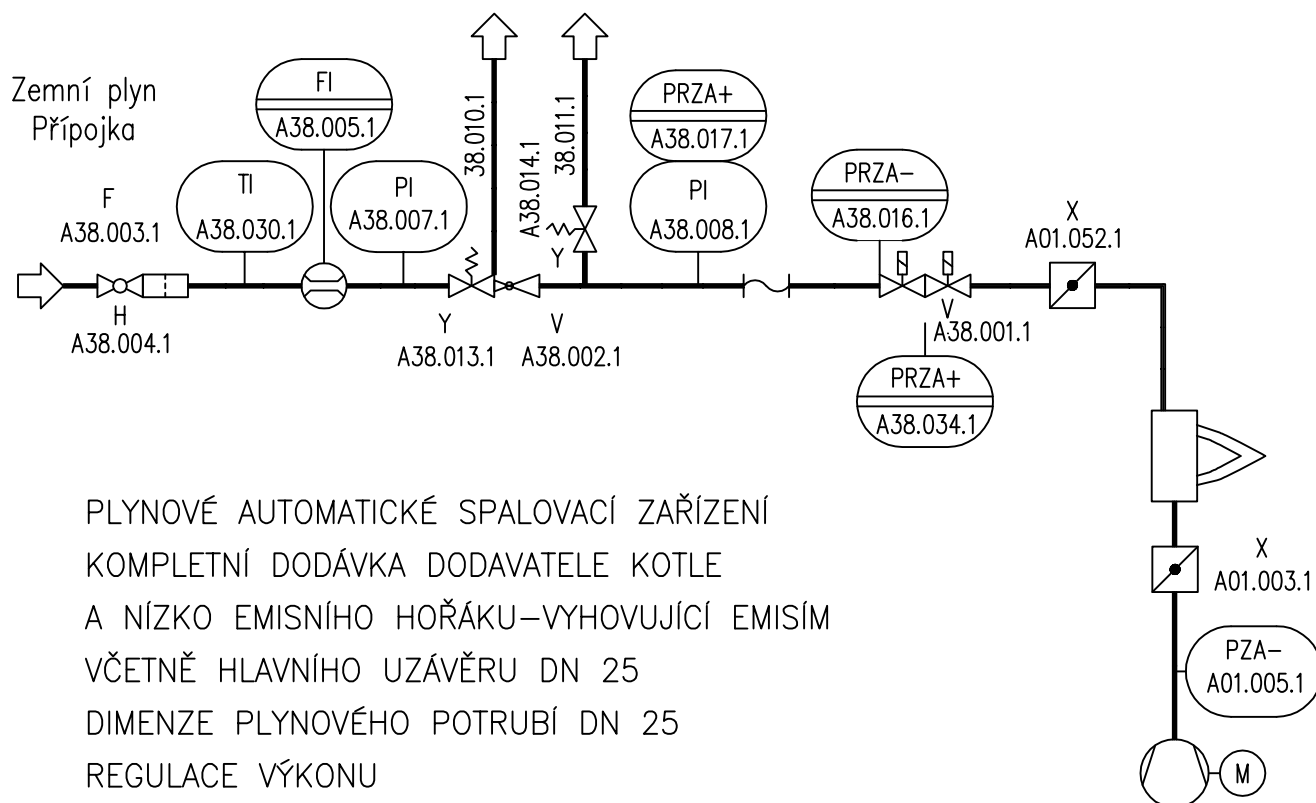 Zemní plyn
Přípojka
FI
A38.005.1
38.010.1
A38.014.1
38.011.1
PRZA+
A38.017.1
F
A38.003.1
TI
A38.030.1
PI
A38.007.1
Y
PI
A38.008.1
PRZA-
A38.016.1
X
A01.052.1
H
A38.004.1
Y
A38.013.1
V
A38.002.1
V
A38.001.1
PRZA+
A38.034.1
PLYNOVÉ AUTOMATICKÉ SPALOVACÍ ZAŘÍZENÍ
KOMPLETNÍ DODÁVKA DODAVATELE KOTLE
A NÍZKO EMISNÍHO HOŘÁKU-VYHOVUJÍCÍ EMISÍM
VČETNĚ HLAVNÍHO UZÁVĚRU DN 25
DIMENZE PLYNOVÉHO POTRUBÍ DN 25
REGULACE VÝKONU
X
A01.003.1
PZA-
A01.005.1
M